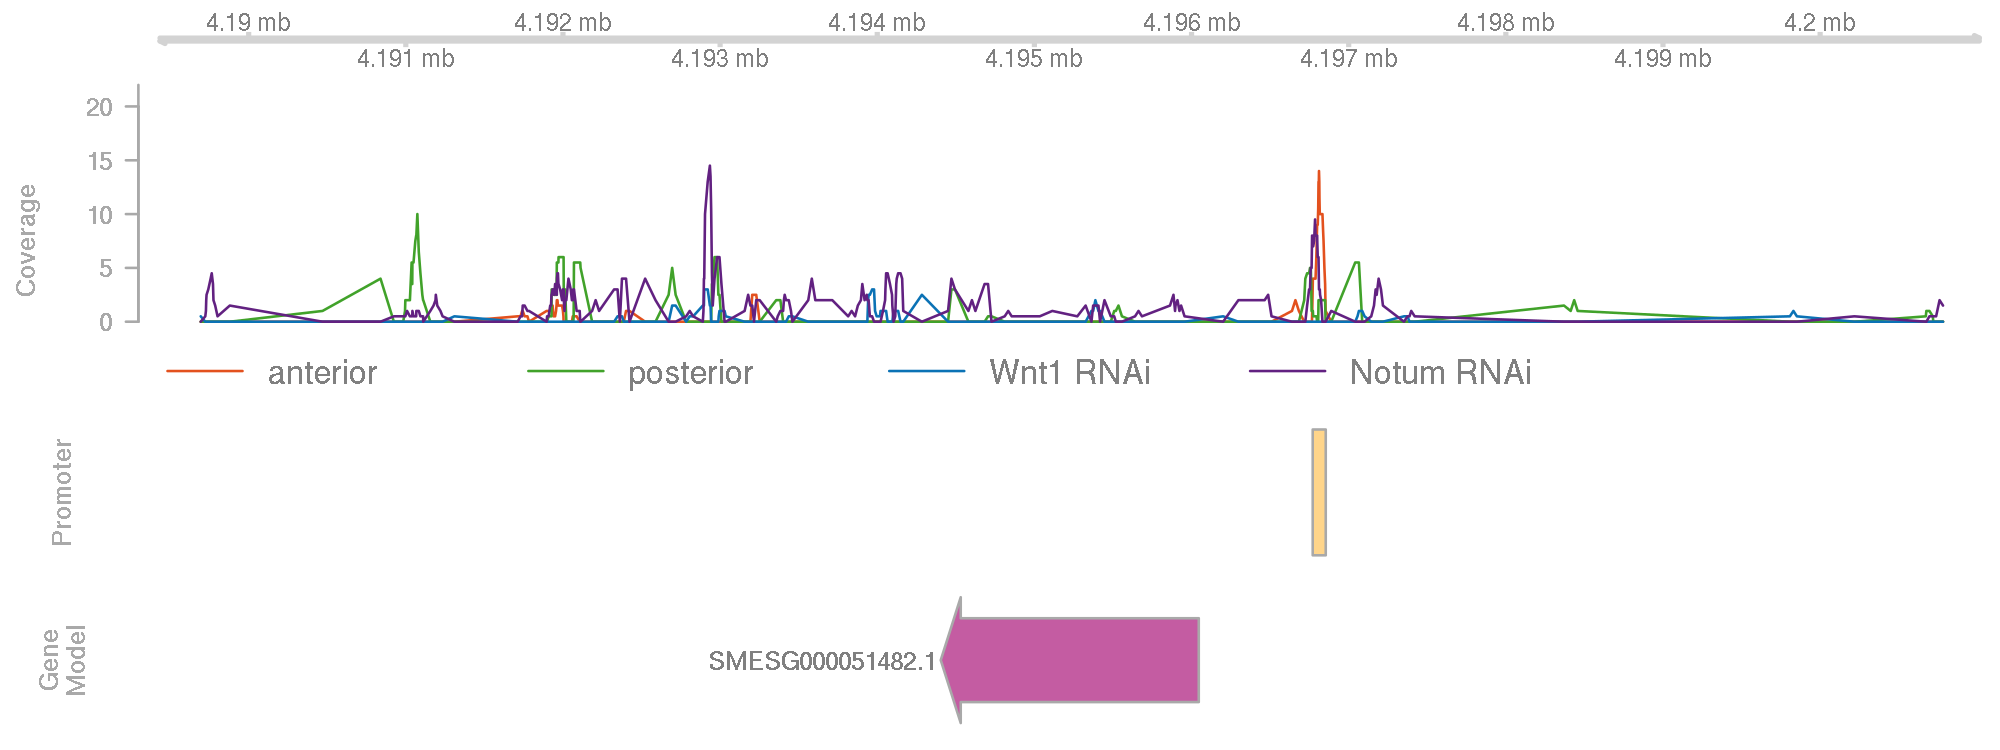 4.19 mb 4.192 mb 4.194 mb 4.196 mb 4.198 mb 4.2 mb
4.191 mb 4.193 mb 4.195 mb 4.197 mb 4.199 mb
20
15
10
5
0
Coverage
anterior posterior Wnt1 RNAi Notum RNAi
Promoter
Gene
Model
SMESG000051482.1